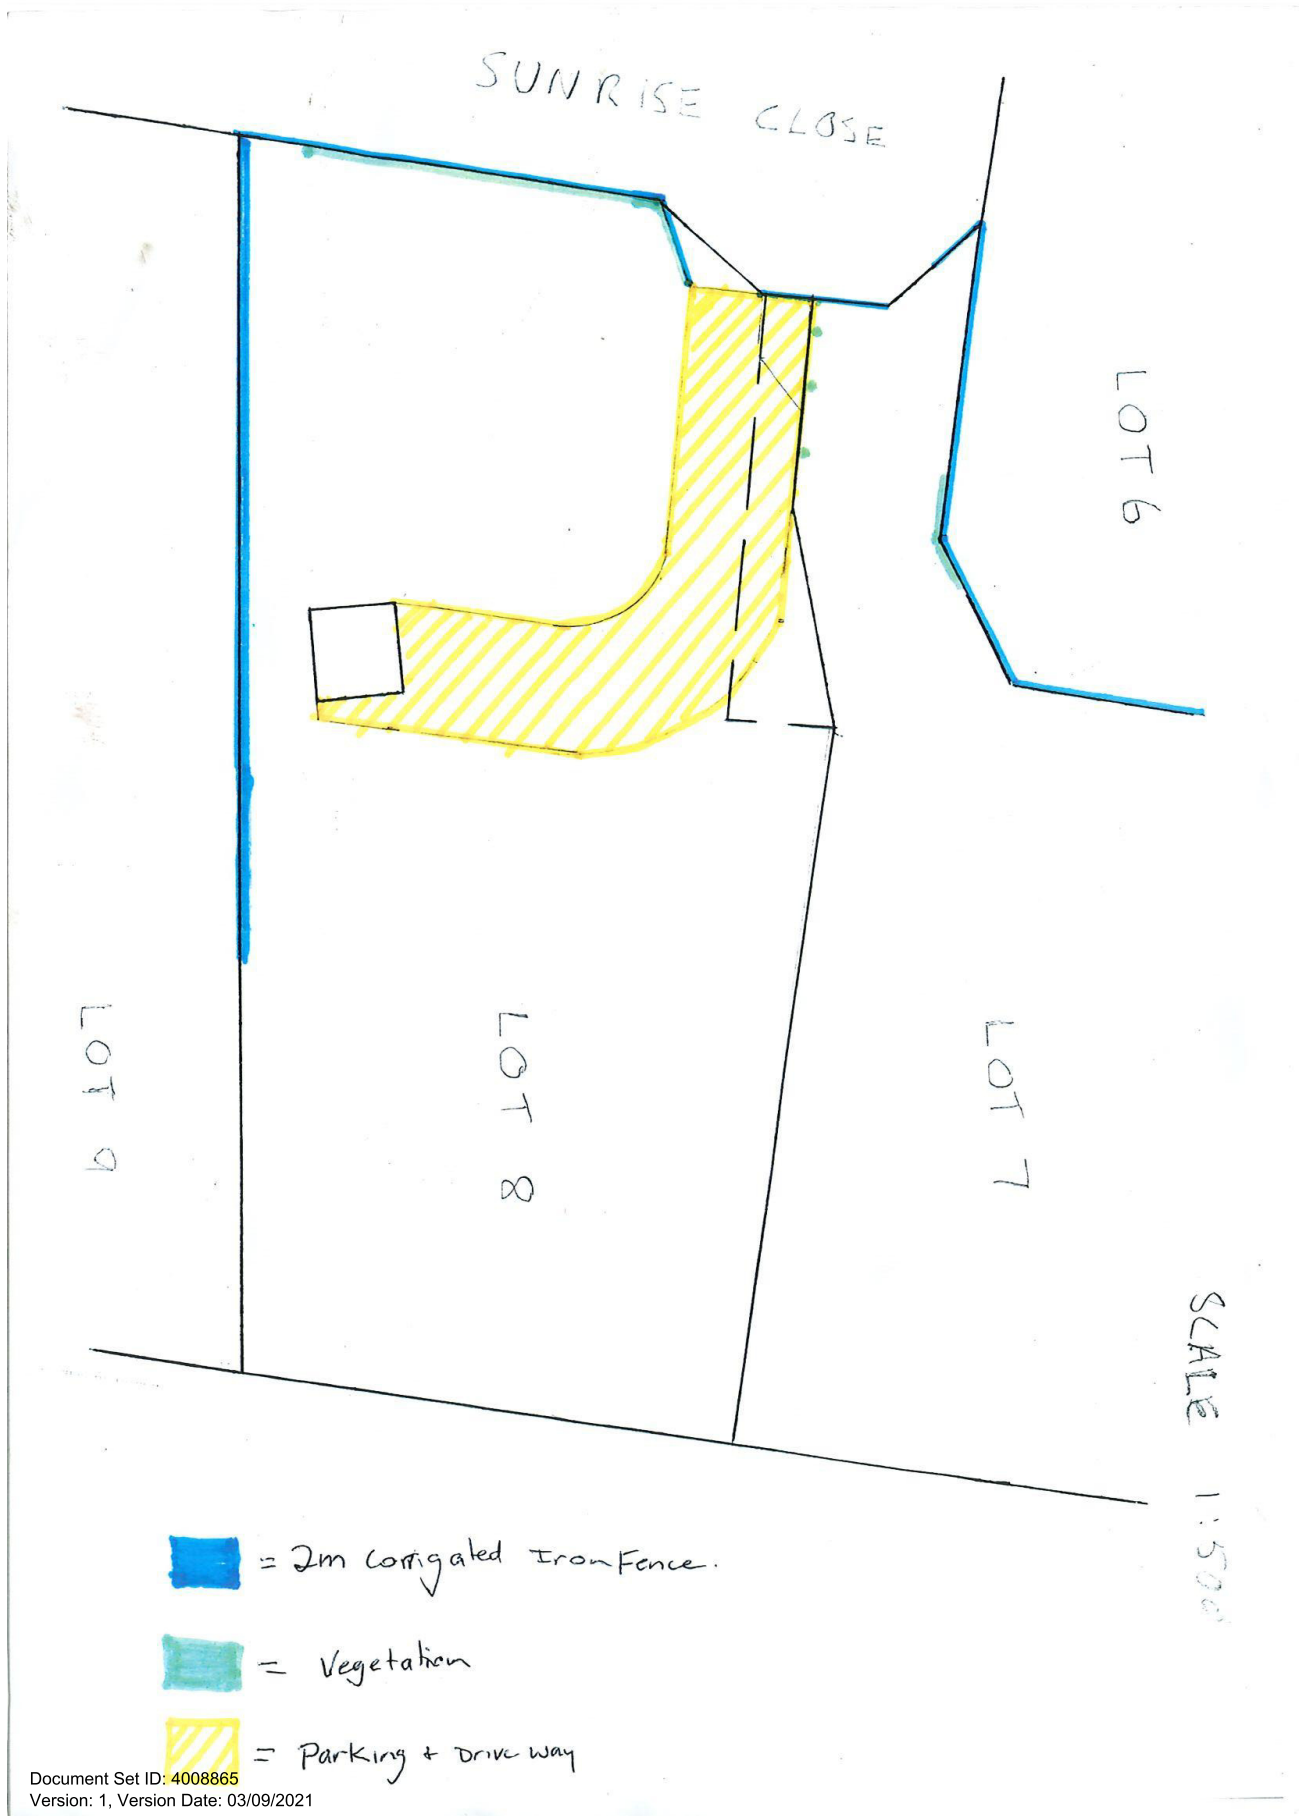 SUNRISE CLOSE
LOT 6
LOT 9
LOT 8
LOT 7
SCALE 1:500
= 2m Corrigated Iron Fence.
= Vegetation
= Parking + Drive way
Document Set ID: 4008865
Version: 1, Version Date: 03/09/2021